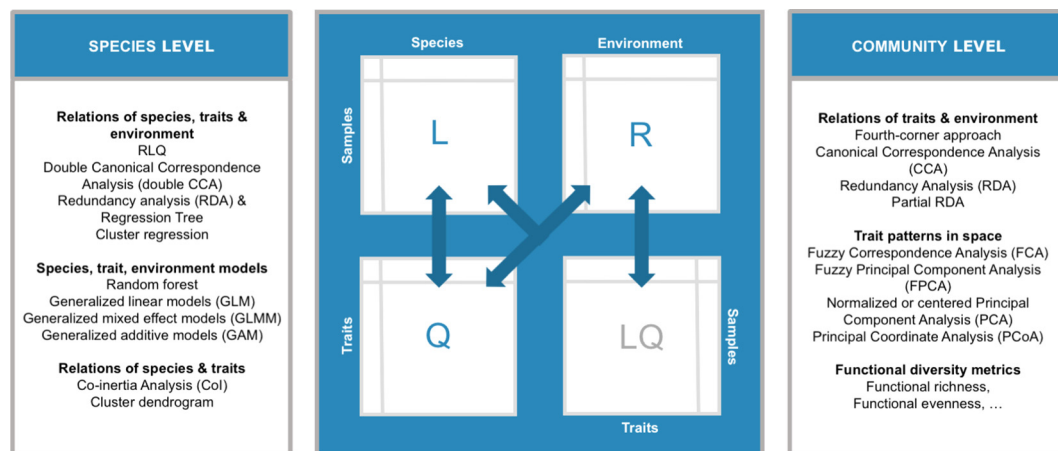 SPECIES LEVEL
Relations of species, traits &
environment
RLQ
Double Canonical Correspondence
Analysis (double CCA)
Redundancy analysis (RDA) &
Regression Tree
Cluster regression
Species, trait, environment models
Random forest
Generalized linear models (GLM)
Generalized mixed effect models (GLMM)
Generalized additive models (GAM)
Relations of species & traits
Co-inertia Analysis (CoI)
Cluster dendrogram
Species
Environment
Samples
L
R
Traits
Q
LQ
Samples
Traits
COMMUNITY LEVEL
Relations of traits & environment
Fourth-corner approach
Canonical Correspondence Analysis
(CCA)
Redundancy Analysis (RDA)
Partial RDA
Trait patterns in space
Fuzzy Correspondence Analysis (FCA)
Fuzzy Principal Component Analysis
(FPCA)
Normalized or centered Principal
Component Analysis (PCA)
Principal Coordinate Analysis (PCoA)
Functional diversity metrics
Functional richness,
Functional evenness, …